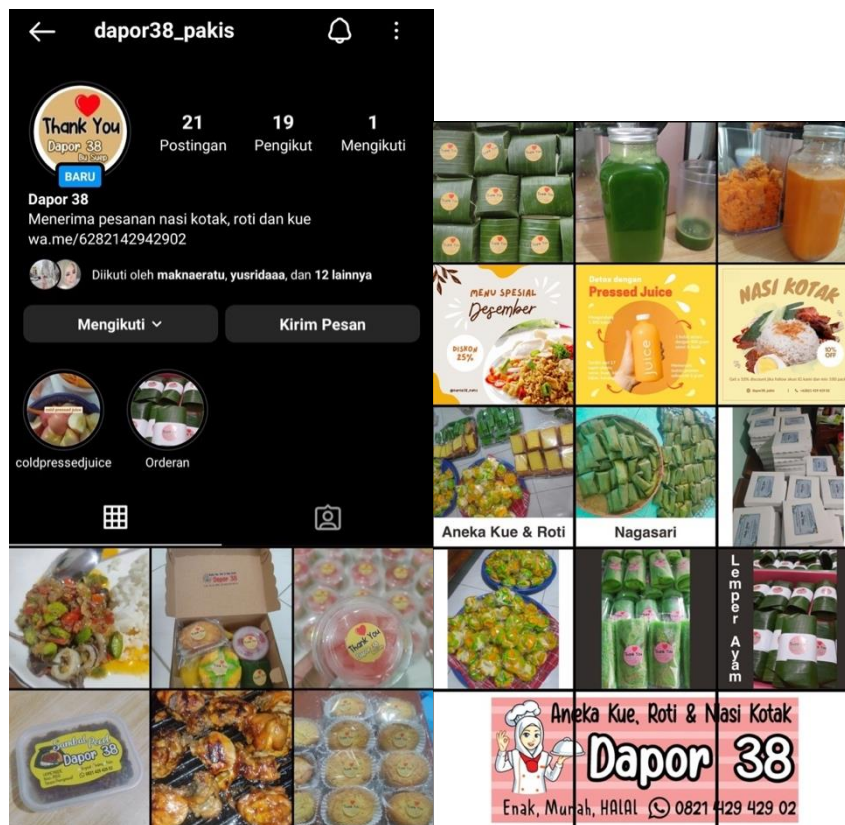 dapor38_pakis
Thank You
Dapor 38
By Suep
BARU
21
Postingan
19
Pengikut
1
Mengikuti
Dapor 38
Menerima pesanan nasi kotak, roti dan kue
wa.me/6282142942902
Diikuti oleh maknaeratu, yusridaaa, dan 12 lainnya
Mengikuti
Kirim Pesan
coldpressedjuice
Orderan
Dapor 38
Thank You
Dapor 38
MENU SPESIAL
Desember
DISKON
25%
Detox dengan
Pressed Juice
juice
NASI KOTAK
10%
OFF
Aneka Kue & Roti
Nagasari
Lemper Ayam
Aneka Kue, Roti & Nasi Kotak
Dapor 38
Enak, Murah, HALAL 0821 429 429 02